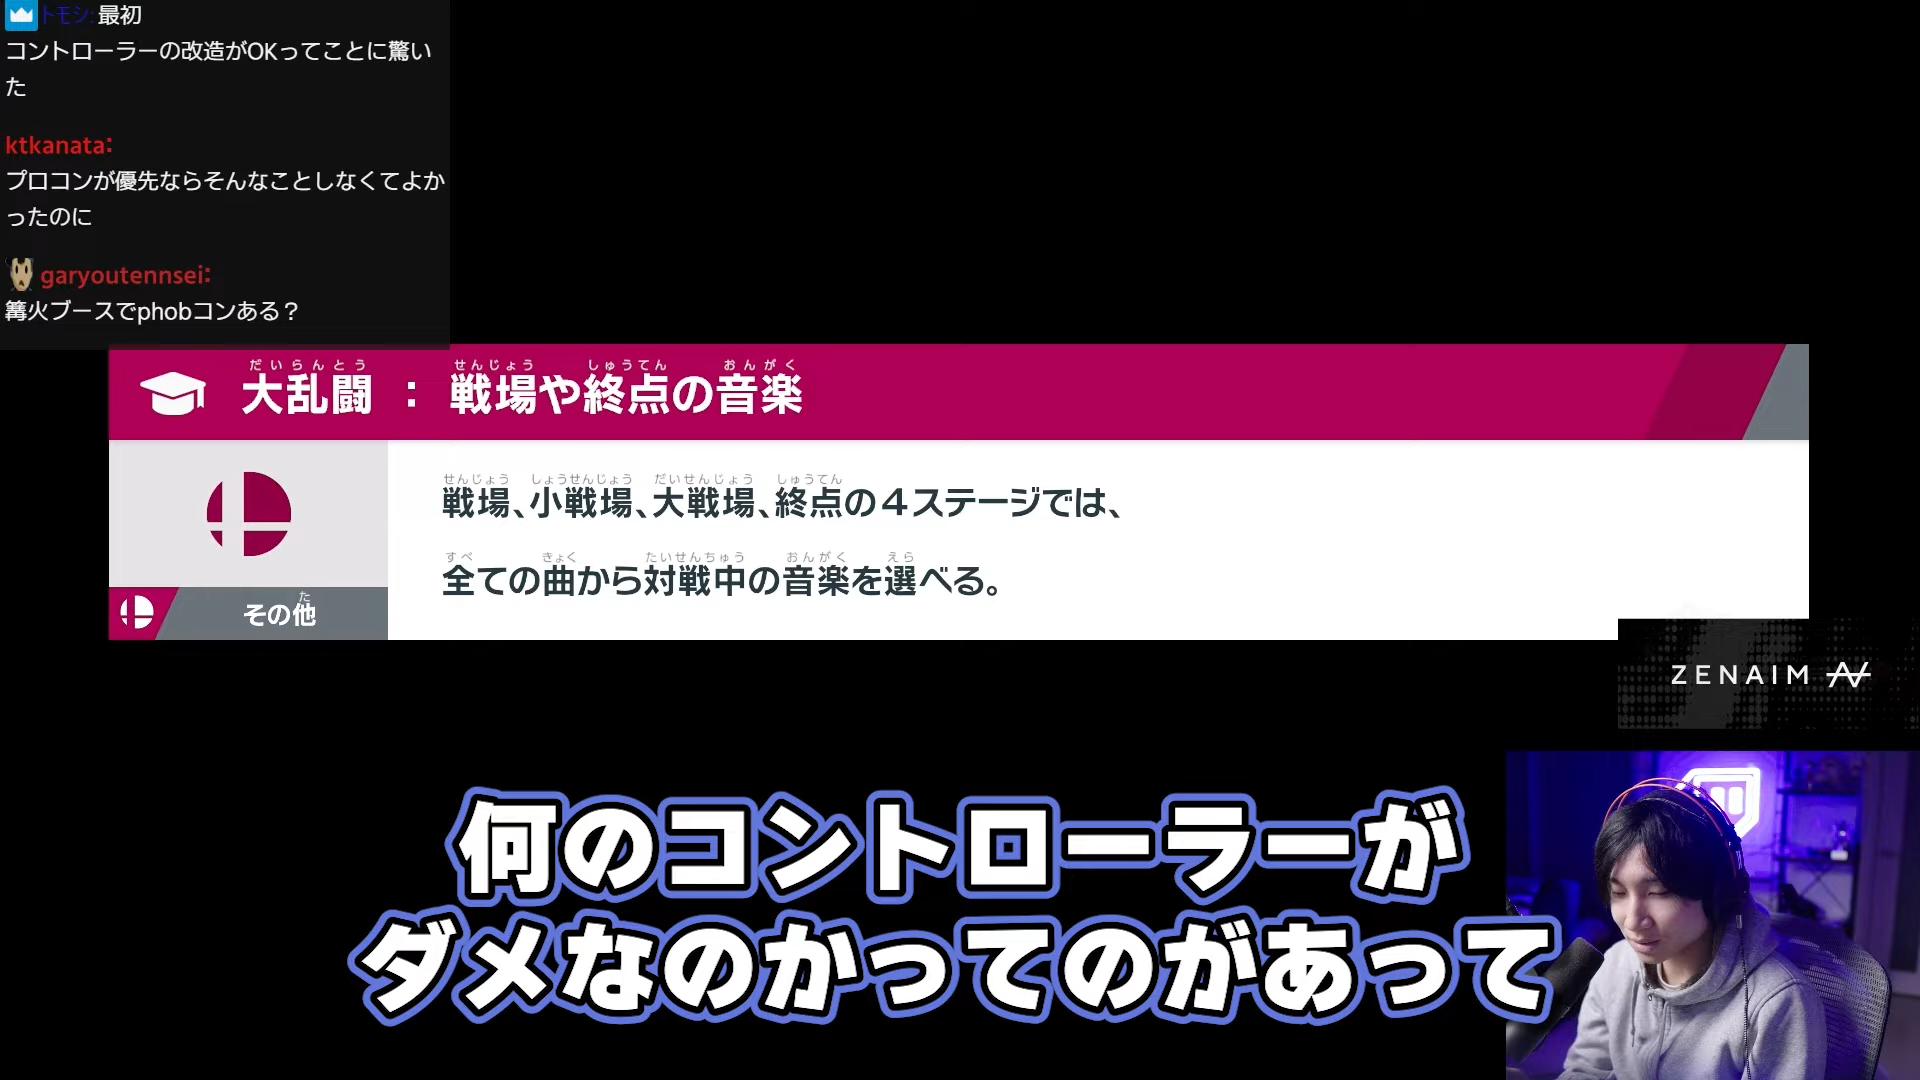 トモシ: 最初
コントローラーの改造がOKってことに驚い
た
ktkanata:
プロコンが優先ならそんなことしなくてよか
ったのに
garyoutennsei:
篝火ブースでphobコンある？
だいらんとう せんじょう しゅうてん おんがく
大乱闘 ： 戦場や終点の音楽
せんじょう しょうせんじょう だいせんじょう しゅうてん
戦場、小戦場、大戦場、終点の４ステージでは、
すべ きょく たいせんちゅう おんがく えら
全ての曲から対戦中の音楽を選べる。
た
その他
ZENAIM
何のコントローラーが
ダメなのかってのがあって